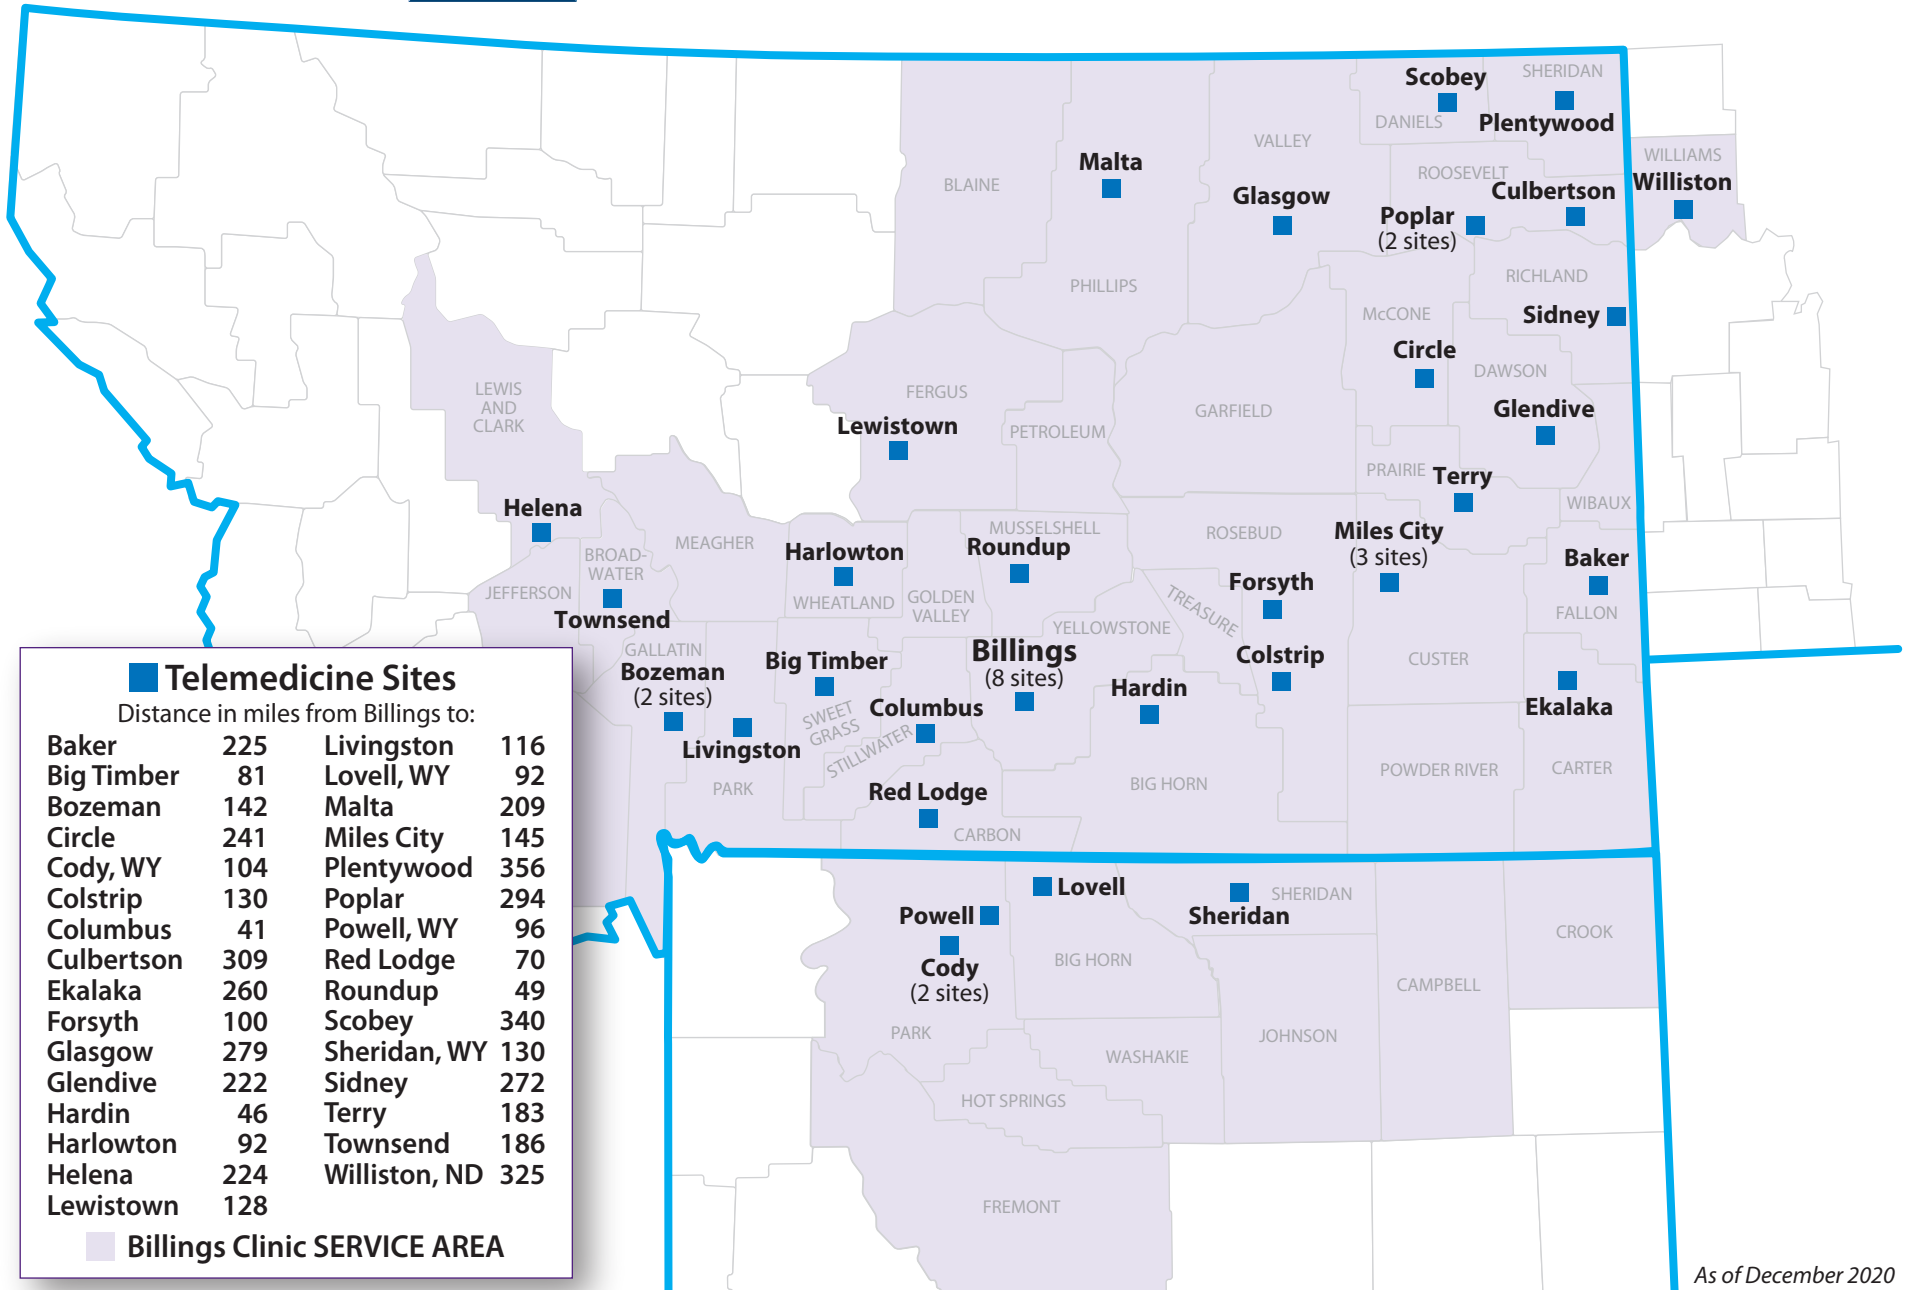 Scobey
SHERIDAN
DANIELS
Plentywood
VALLEY
Malta
BLAINE
ROOSEVELT
WILLIAMS
Glasgow
Culbertson
Williston
Poplar
(2 sites)
PHILLIPS
RICHLAND
McCONE
Sidney
Circle
DAWSON
LEWIS
AND
CLARK
FERGUS
GARFIELD
Glendive
Lewistown
PETROLEUM
PRAIRIE
Terry
WIBAUX
Helena
MEAGHER
MUSSELSHELL
ROSEBUD
Miles City
(3 sites)
BROAD-
WATER
Harlowton
Roundup
Baker
JEFFERSON
WHEATLAND
GOLDEN
VALLEY
TREASURE
Forsyth
FALLON
Townsend
YELLOWSTONE
GALLATIN
Bozeman
(2 sites)
Big Timber
Billings
(8 sites)
Colstrip
CUSTER
Hardin
Ekalaka
SWEET
GRASS
Columbus
Livingston
STILLWATER
PARK
Red Lodge
BIG HORN
POWDER RIVER
CARTER
CARBON
Lovell
SHERIDAN
Powell
Sheridan
CROOK
Cody
(2 sites)
BIG HORN
CAMPBELL
PARK
JOHNSON
WASHAKIE
HOT SPRINGS
FREMONT
Telemedicine Sites
Distance in miles from Billings to:
Baker 225 Livingston 116
Big Timber 81 Lovell, WY 92
Bozeman 142 Malta 209
Circle 241 Miles City 145
Cody, WY 104 Plentywood 356
Colstrip 130 Poplar 294
Columbus 41 Powell, WY 96
Culbertson 309 Red Lodge 70
Ekalaka 260 Roundup 49
Forsyth 100 Scobey 340
Glasgow 279 Sheridan, WY 130
Glendive 222 Sidney 272
Hardin 46 Terry 183
Harlowton 92 Townsend 186
Helena 224 Williston, ND 325
Lewistown 128
Billings Clinic SERVICE AREA
As of December 2020